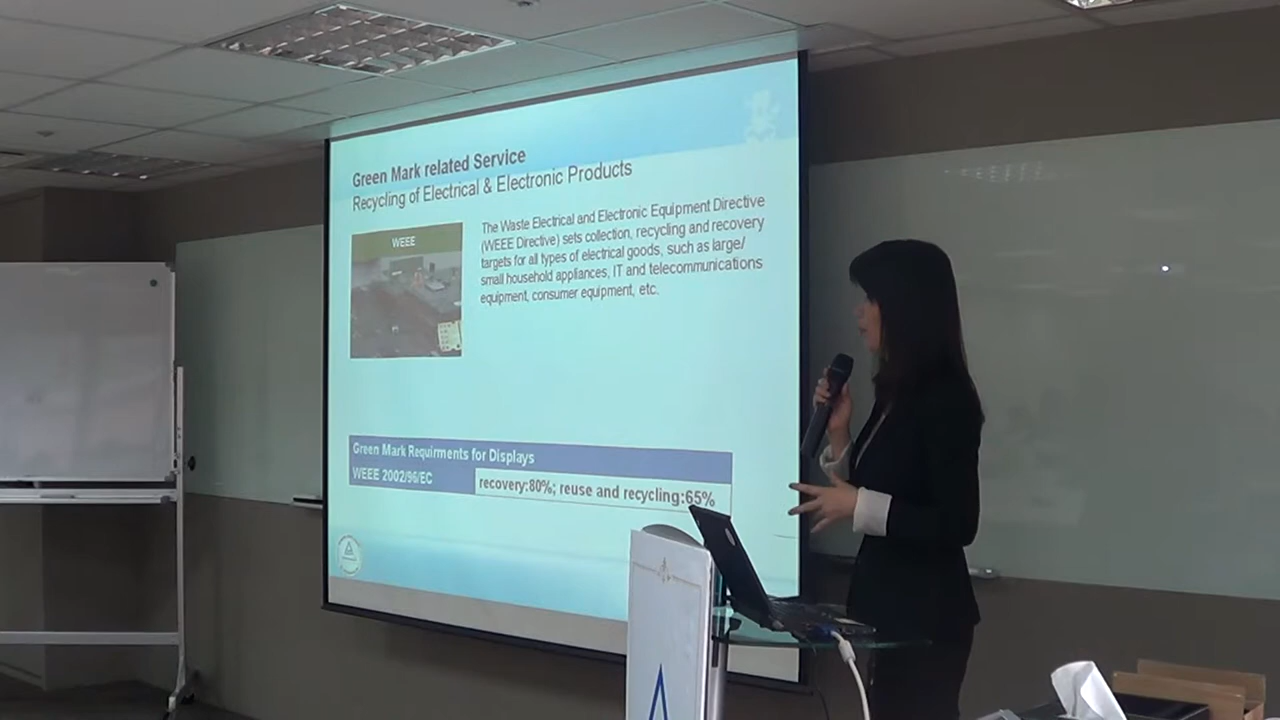 Green Mark related Service
Recycling of Electrical & Electronic Products
WEEE
The Waste Electrical and Electronic Equipment Directive
(WEEE Directive) sets collection, recycling and recovery
targets for all types of electrical goods, such as large/
small household appliances, IT and telecommunications
equipment, consumer equipment, etc.
Green Mark Requirments for Displays
WEEE 2002/96/EC
recovery:80%; reuse and recycling:65%